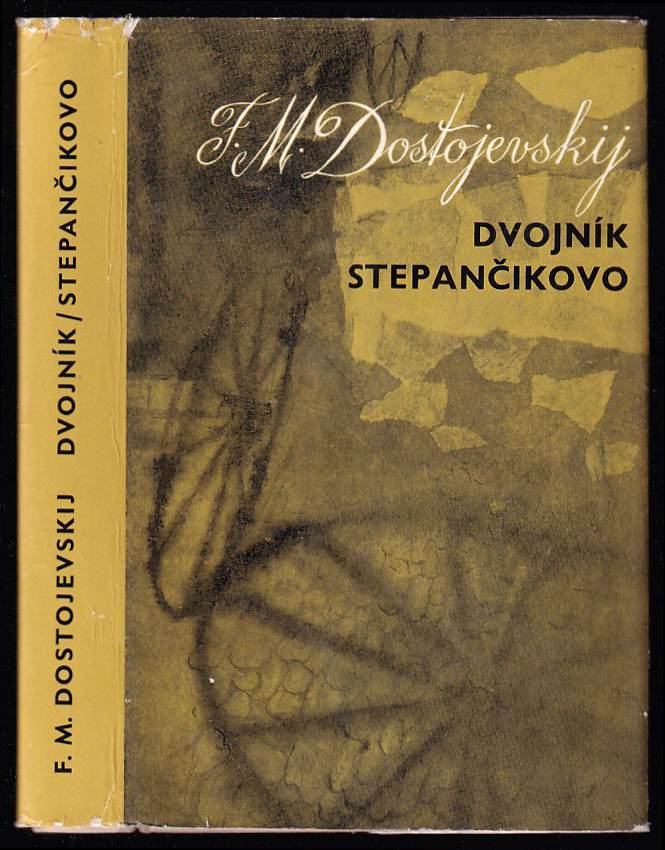 F. M. Dostojevskij
DVOJNÍK
STEPANČIKOVO
F. M. DOSTOJEVSKIJ DVOJNÍK/STEPANČIKOVO